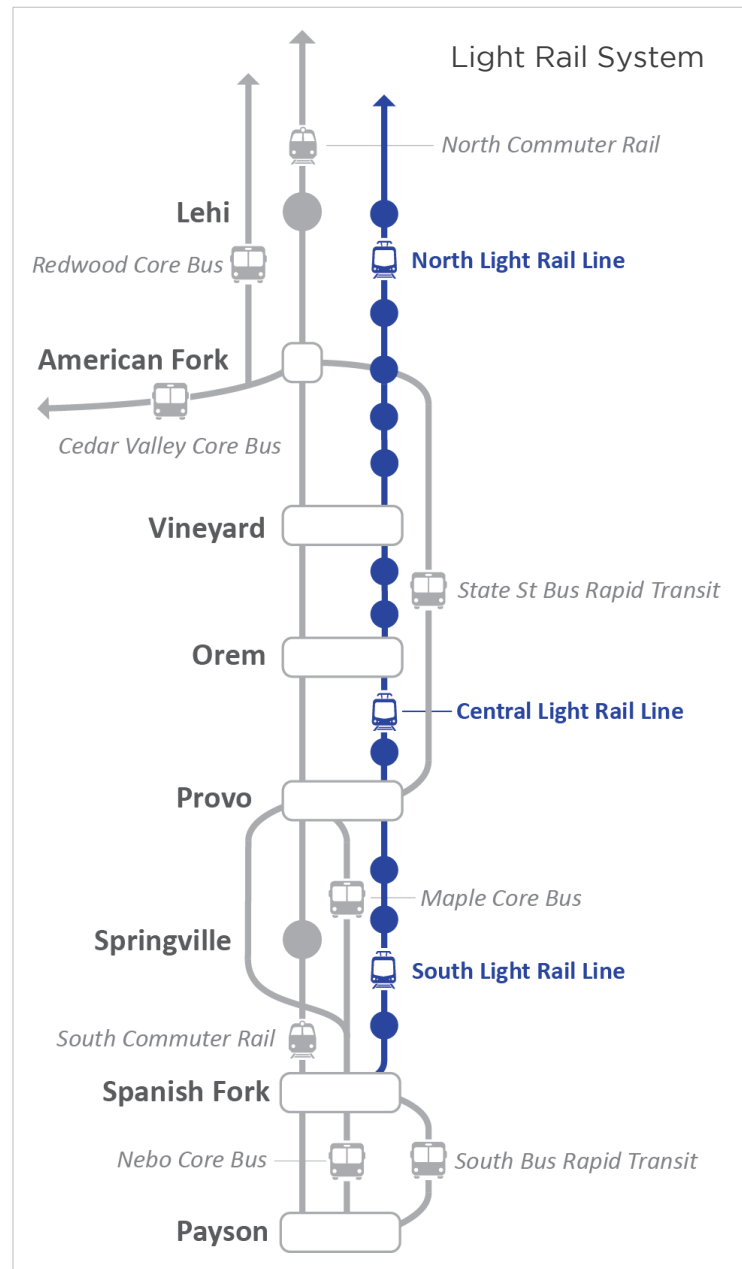 Light Rail System
North Commuter Rail
Lehi
Redwood Core Bus
North Light Rail Line
American Fork
Cedar Valley Core Bus
Vineyard
State St Bus Rapid Transit
Orem
Central Light Rail Line
Provo
Maple Core Bus
Springville
South Light Rail Line
South Commuter Rail
Spanish Fork
Nebo Core Bus
South Bus Rapid Transit
Payson